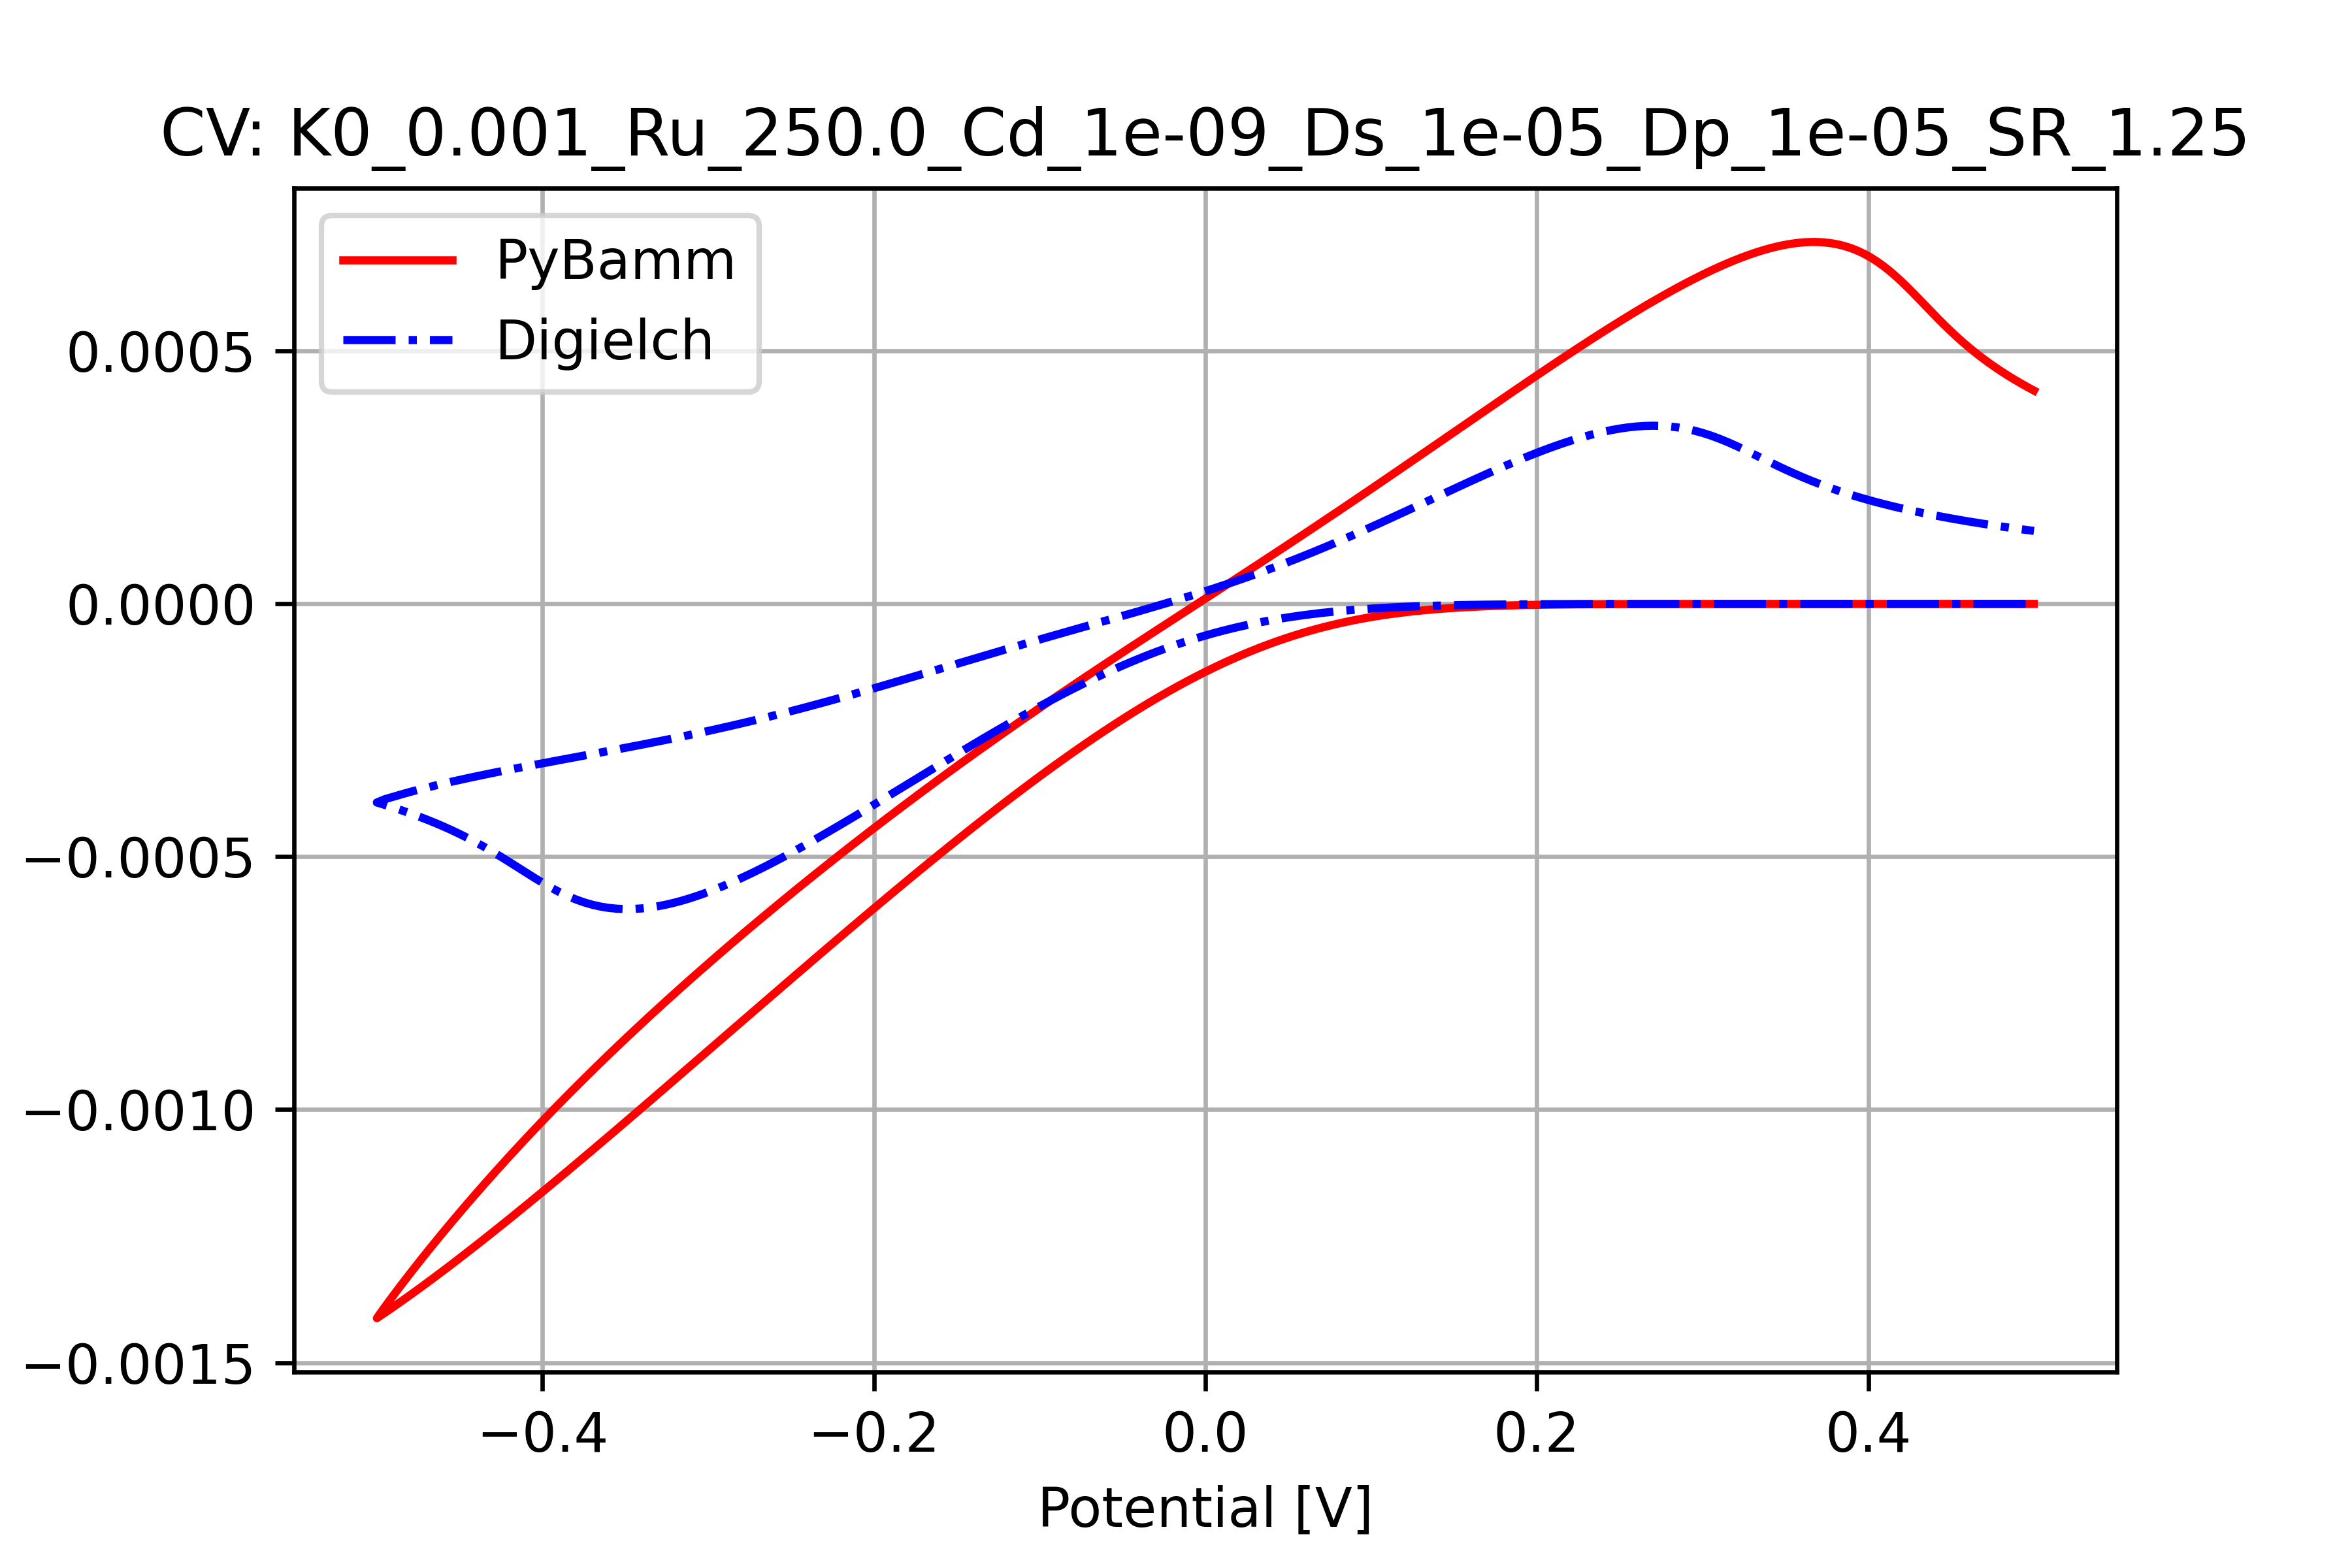 CV: K0_0.001_Ru_250.0_Cd_1e-09_Ds_1e-05_Dp_1e-05_SR_1.25
PyBamm
Digielch
0.0005
0.0000
−0.0005
−0.0010
−0.0015
−0.4 −0.2 0.0 0.2 0.4
Potential [V]